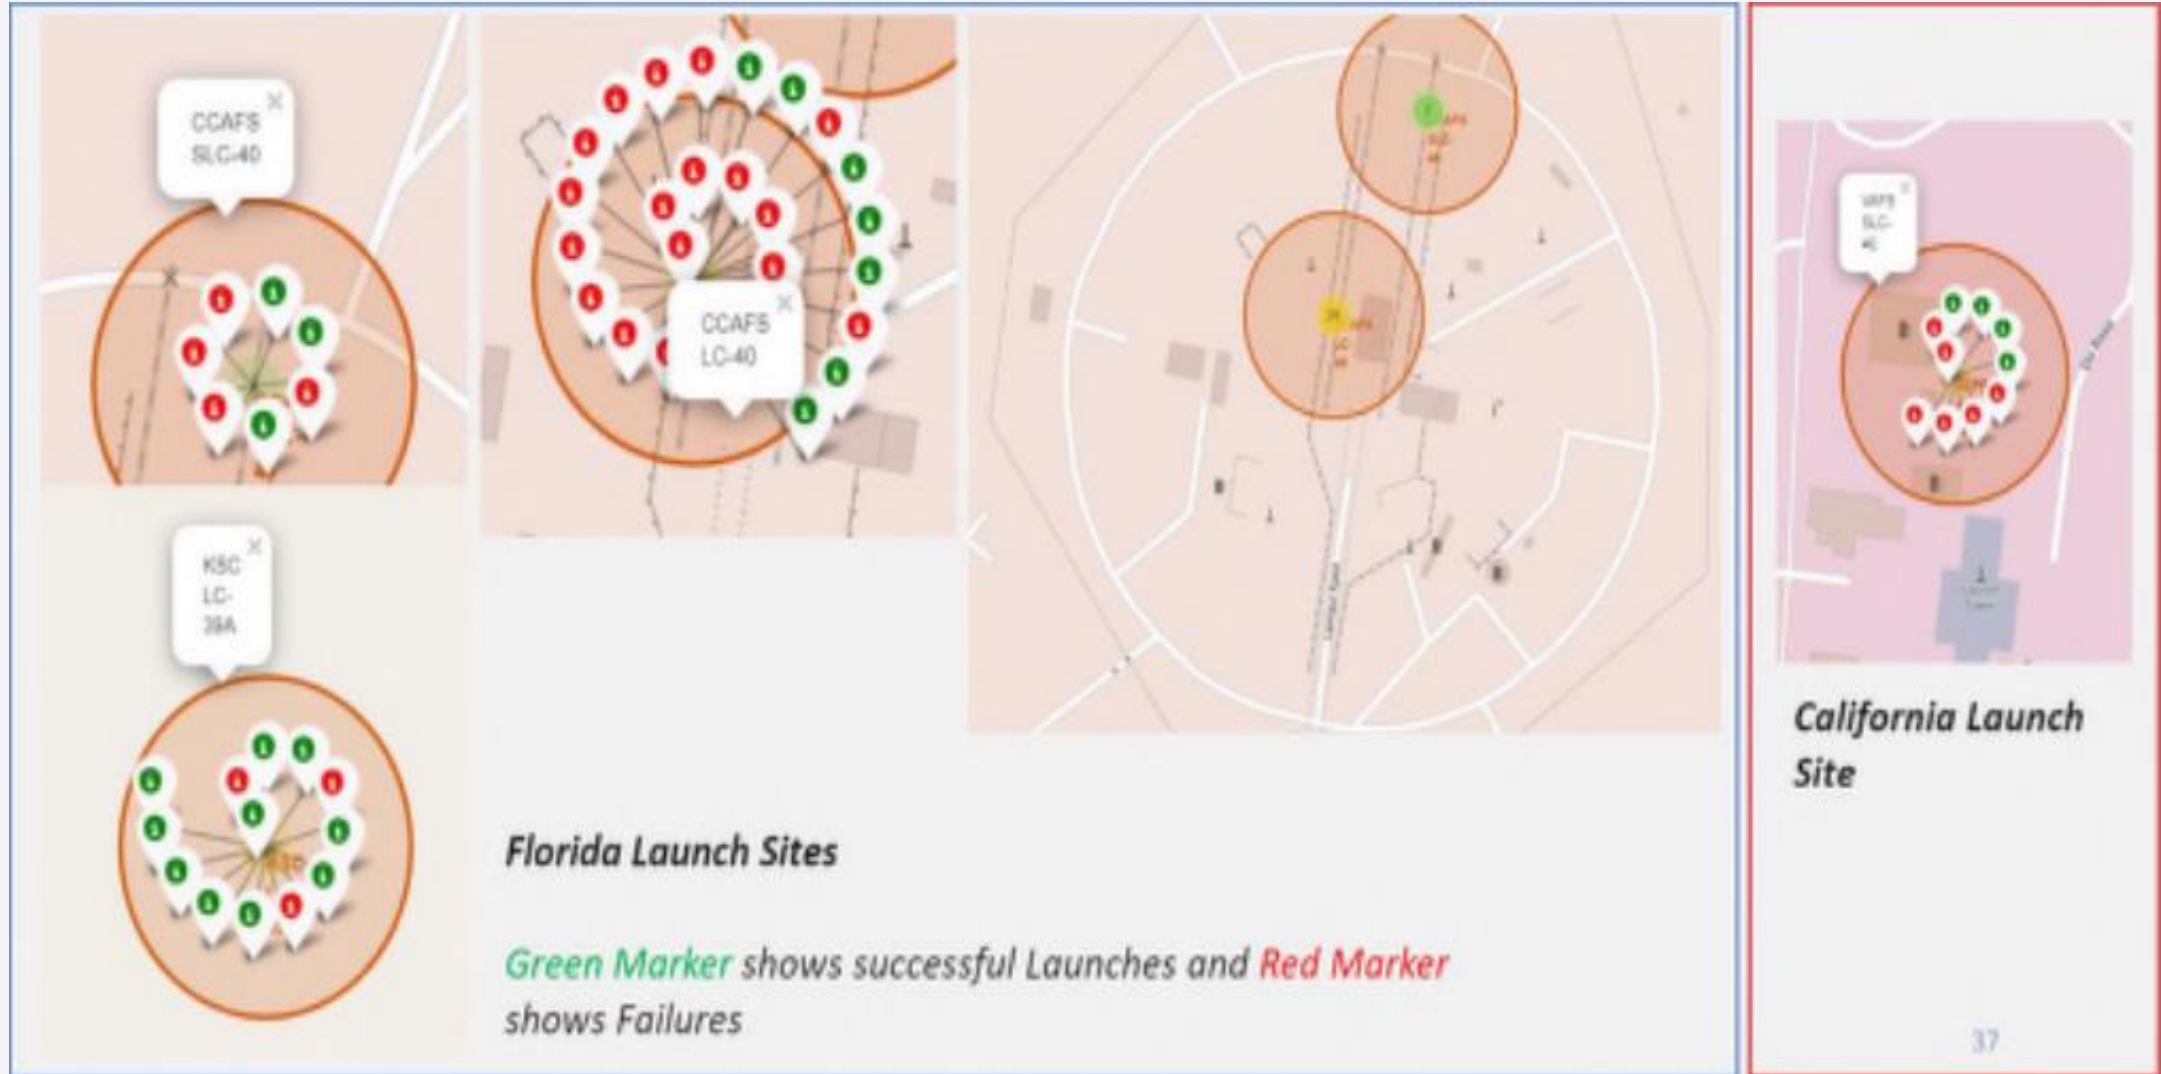 CCAFS
SLC-40
CCAFS
LC-40
KSC
LC-
39A
Florida Launch Sites
Green Marker shows successful Launches and Red Marker
shows Failures
SLC-
California Launch
Site
37